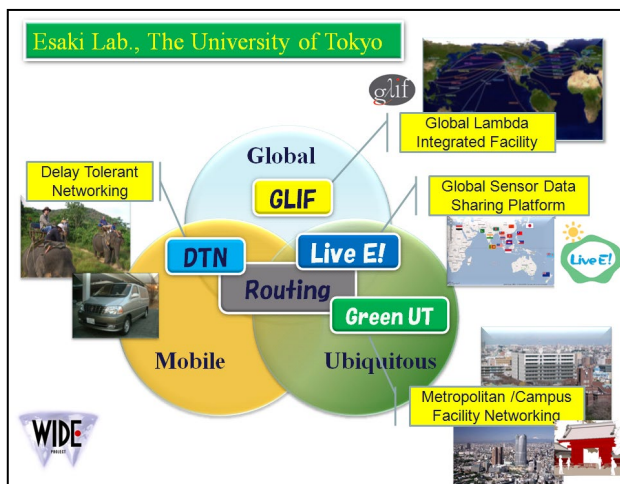 Esaki Lab., The University of Tokyo
glif
Global Lambda
Integrated Facility
Global
Delay Tolerant
Networking
GLIF
Global Sensor Data
Sharing Platform
DTN
Live E!
Live E!
Routing
Green UT
Mobile
Ubiquitous
Metropolitan /Campus
Facility Networking
WIDE
PROJECT